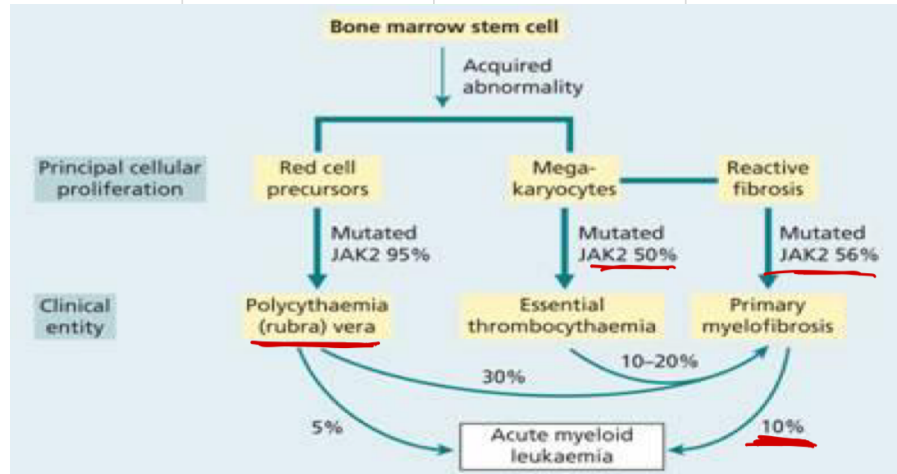 Bone marrow stem cell
Acquired
abnormality
Principal cellular
proliferation
Red cell
precursors
Mega-
karyocytes
Reactive
fibrosis
Mutated
JAK2 95%
Mutated
JAK2 50%
Mutated
JAK2 56%
Clinical
entity
Polycythaemia
(rubra) vera
Essential
thrombocythaemia
Primary
myelofibrosis
10–20%
30%
5%
10%
Acute myeloid
leukaemia